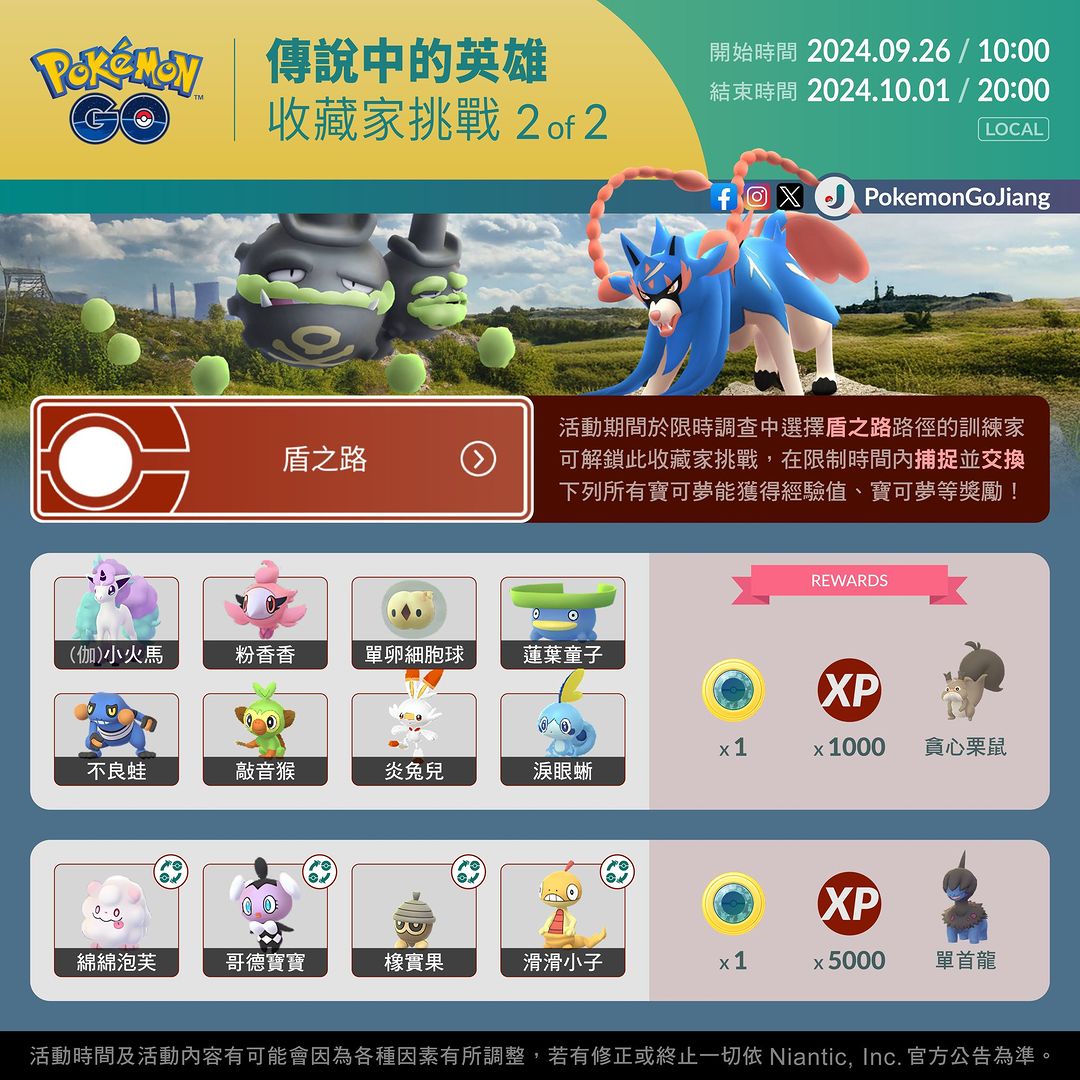 POKÉMON
GO
TM
傳說中的英雄
收藏家挑戰 2 of 2
開始時間 2024.09.26 / 10:00
結束時間 2024.10.01 / 20:00
LOCAL
PokemonGoJiang
盾之路
活動期間於限時調查中選擇盾之路路徑的訓練家
可解鎖此收藏家挑戰，在限制時間內捕捉並交換
下列所有寶可夢能獲得經驗值、寶可夢等獎勵！
(伽)小火馬 粉香香 單卵細胞球 蓮葉童子
不良蛙 敲音猴 炎兔兒 淚眼蜥
REWARDS
XP
x 1 x 1000 貪心栗鼠
綿綿泡芙 哥德寶寶 橡實果 滑滑小子
XP
x 1 x 5000 單首龍
活動時間及活動內容有可能會因為各種因素有所調整，若有修正或終止一切依 Niantic, Inc. 官方公告為準。